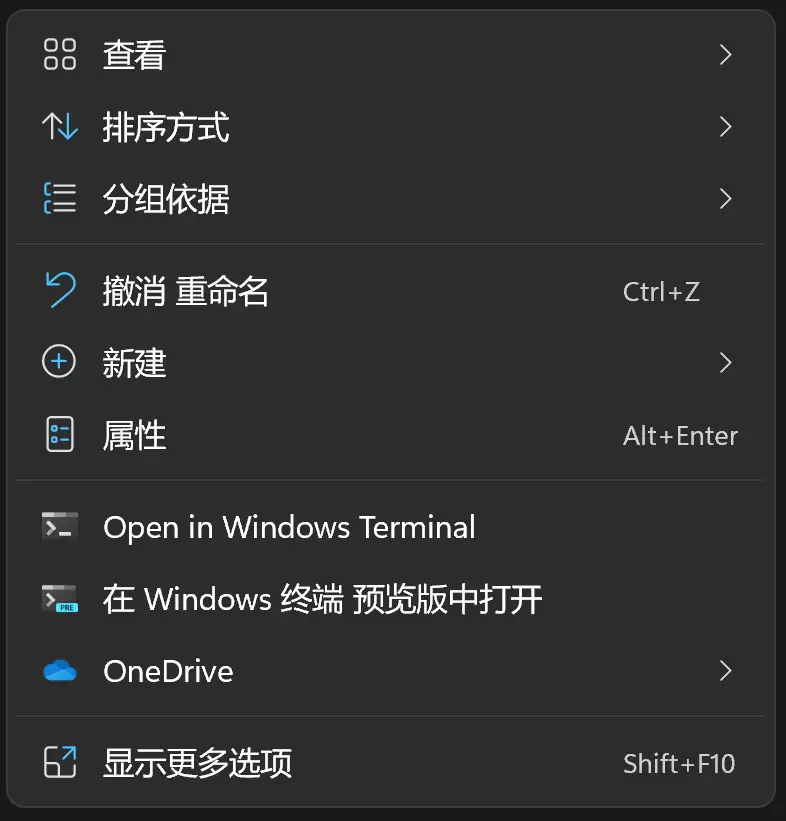 查看
排序方式
分组依据
撤消 重命名 Ctrl+Z
新建
属性 Alt+Enter
Open in Windows Terminal
在 Windows 终端 预览版中打开
PRE
OneDrive
显示更多选项 Shift+F10